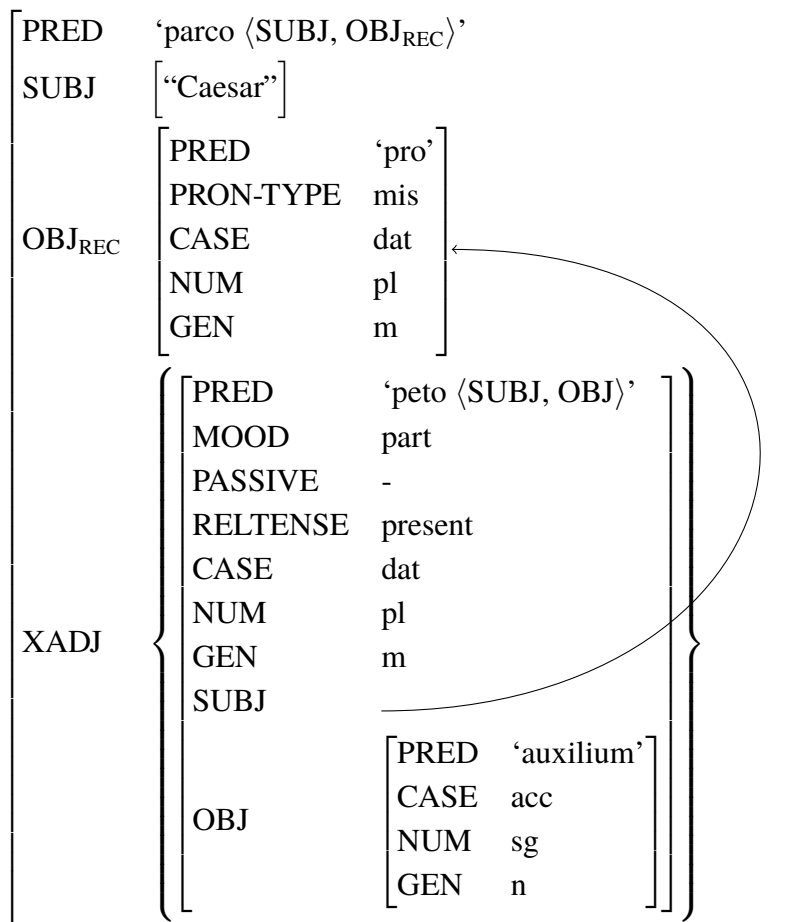 PRED ‘parco ⟨SUBJ, OBJREC⟩’
SUBJ [“Caesar”]
PRED ‘pro’
PRON-TYPE mis
OBJREC CASE dat
NUM pl
GEN m
PRED ‘peto ⟨SUBJ, OBJ⟩’
MOOD part
PASSIVE -
RELTENSE present
CASE dat
NUM pl
XADJ
GEN m
SUBJ
PRED ‘auxilium’
CASE acc
OBJ
NUM sg
GEN n